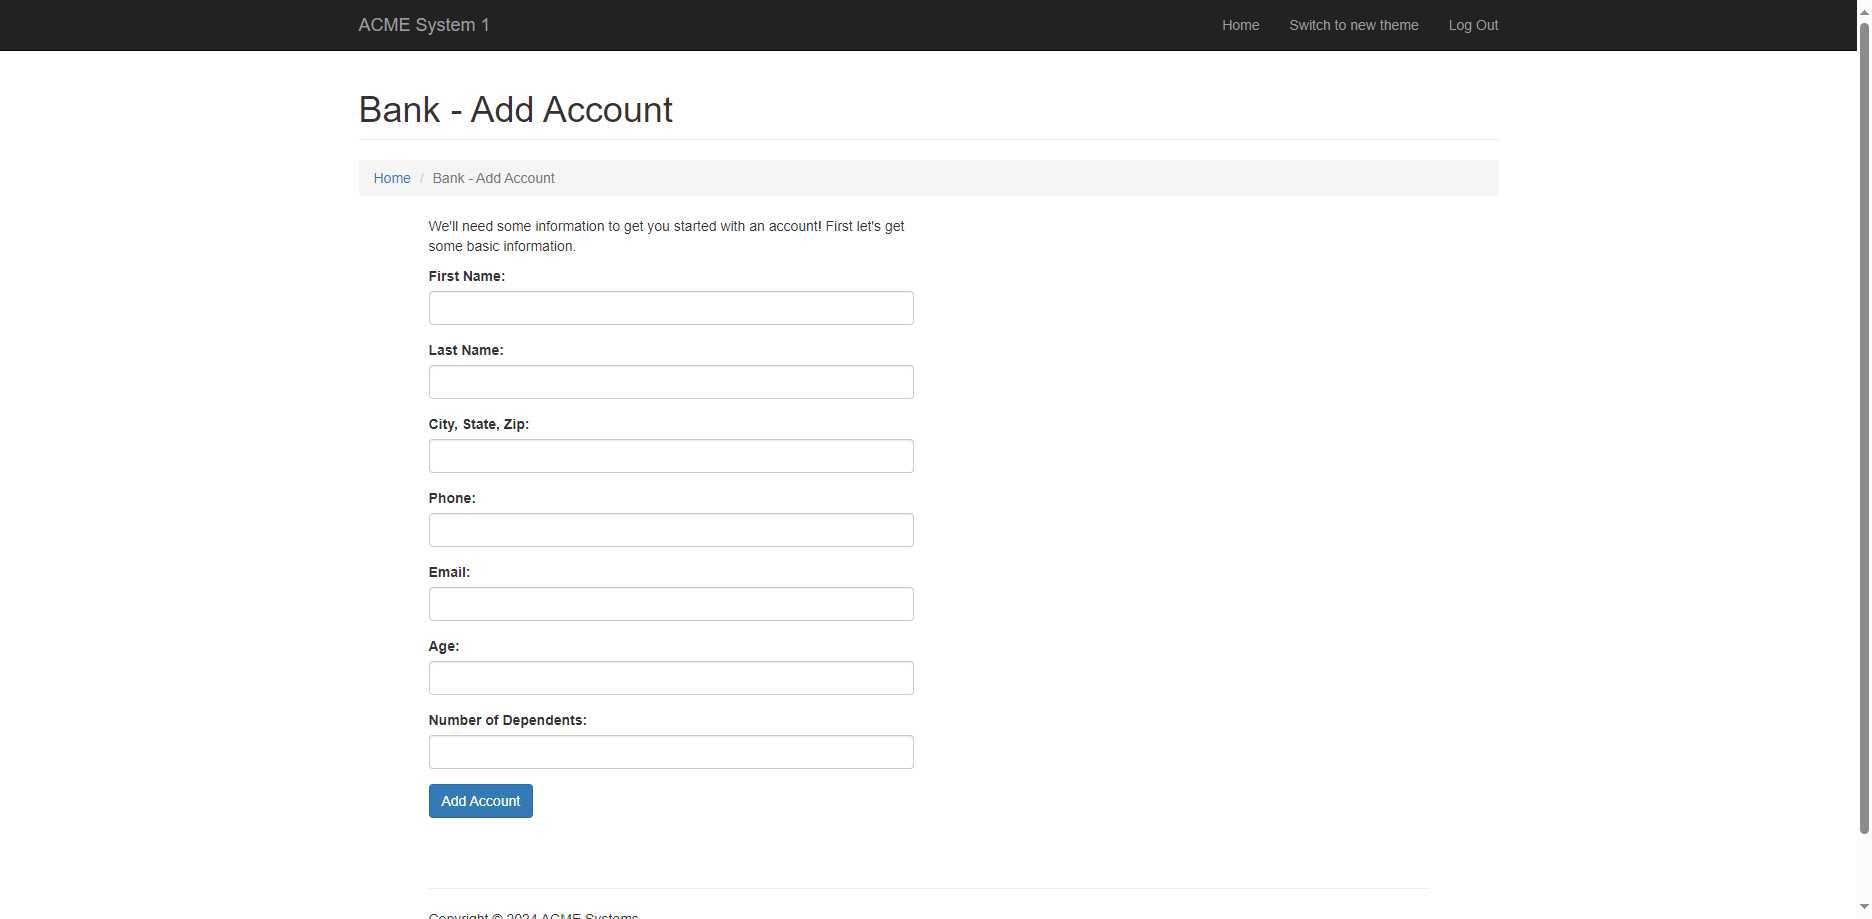 ACME System 1
Home
Switch to new theme
Log Out
Bank - Add Account
Home / Bank - Add Account
We'll need some information to get you started with an account! First let's get
some basic information.
First Name:
Last Name:
City, State, Zip:
Phone:
Email:
Age:
Number of Dependents:
Add Account
Copyright © 2024 ACME Systems